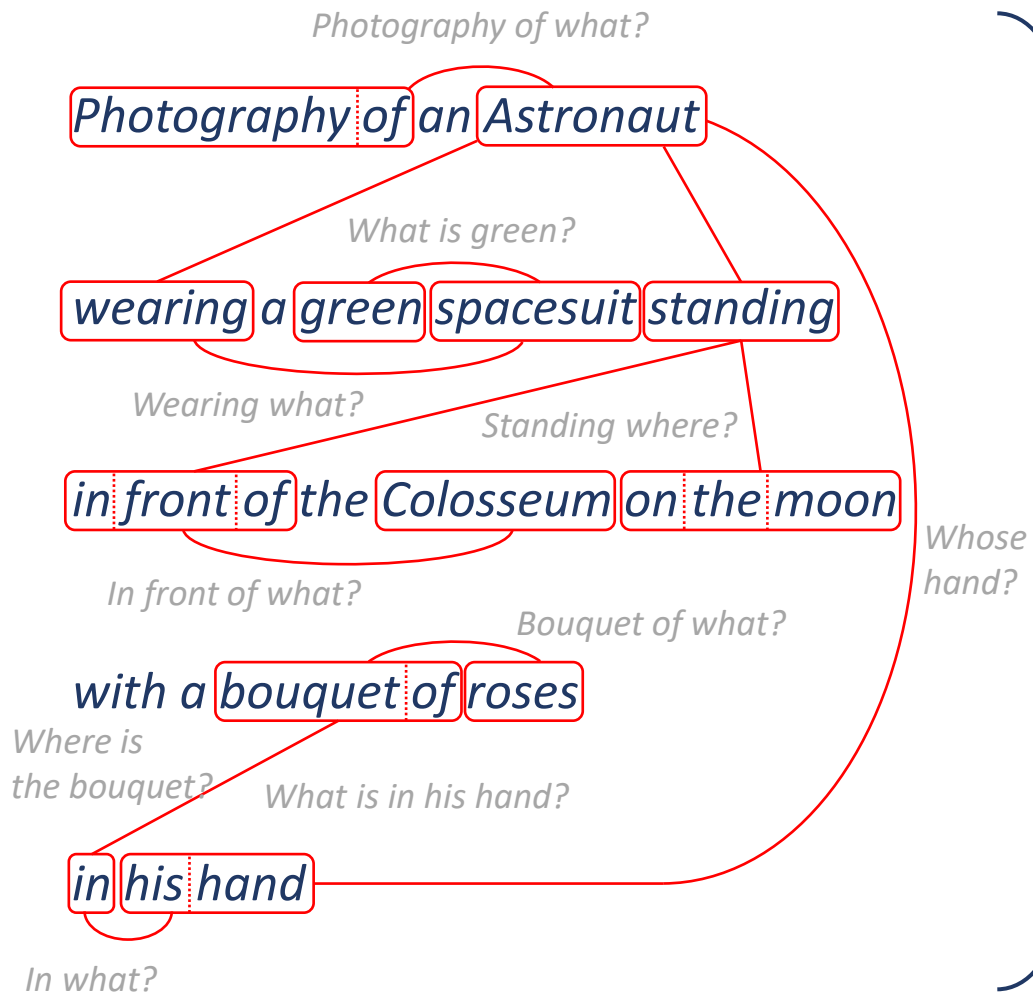 Photography of what?
Photography of an Astronaut
What is green?
wearing a green spacesuit standing
Wearing what?
Standing where?
in front of the Colosseum on the moon
Whose
hand?
In front of what?
Bouquet of what?
with a bouquet of roses
Where is
the bouquet?
What is in his hand?
in his hand
In what?